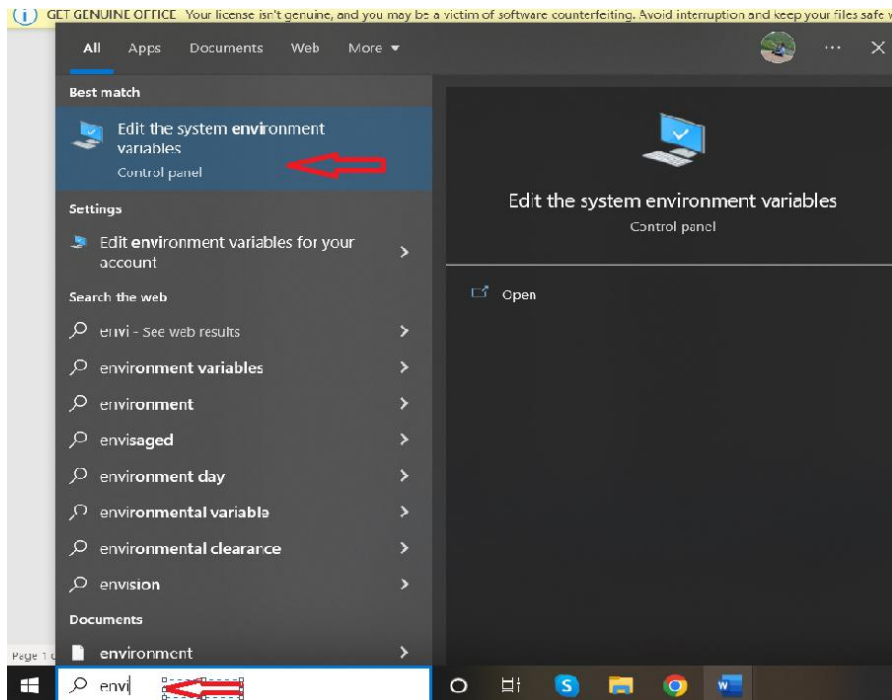 GET GENUINE OFFICE Your license isn't genuine, and you may be a victim of software counterfeiting. Avoid interruption and keep your files safe
All Apps Documents Web More
Best match
Edit the system environment
variables
Control panel
Settings
Edit environment variables for your
account
Search the web
envi - See web results
environment variables
environment
envisaged
environment day
environmental variable
environmental clearance
envision
Documents
environment
envi
Edit the system environment variables
Control panel
Open
Page 1